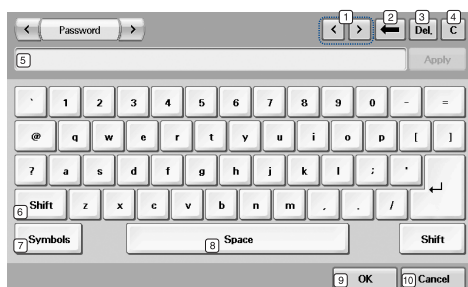 < Password > 1 < > 2 ← 3 Del. 4 C
5 Apply
` 1 2 3 4 5 6 7 8 9 0 - =
@ q w e r t y u i o p [ ]
? a s d f g h j k l ; ' ↵
6 Shift z x c v b n m , . /
7 Symbols 8 Space Shift
9 OK 10 Cancel